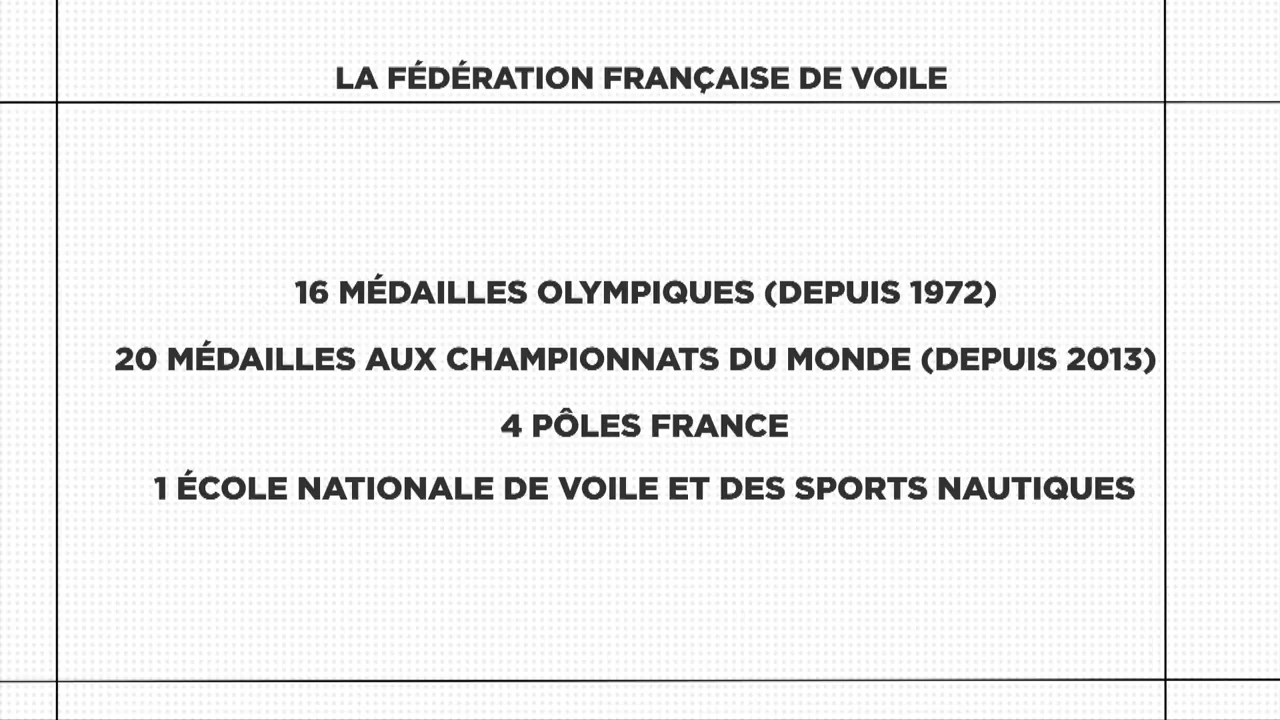 LA FÉDÉRATION FRANÇAISE DE VOILE
16 MÉDAILLES OLYMPIQUES (DEPUIS 1972)
20 MÉDAILLES AUX CHAMPIONNATS DU MONDE (DEPUIS 2013)
4 PÔLES FRANCE
1 ÉCOLE NATIONALE DE VOILE ET DES SPORTS NAUTIQUES